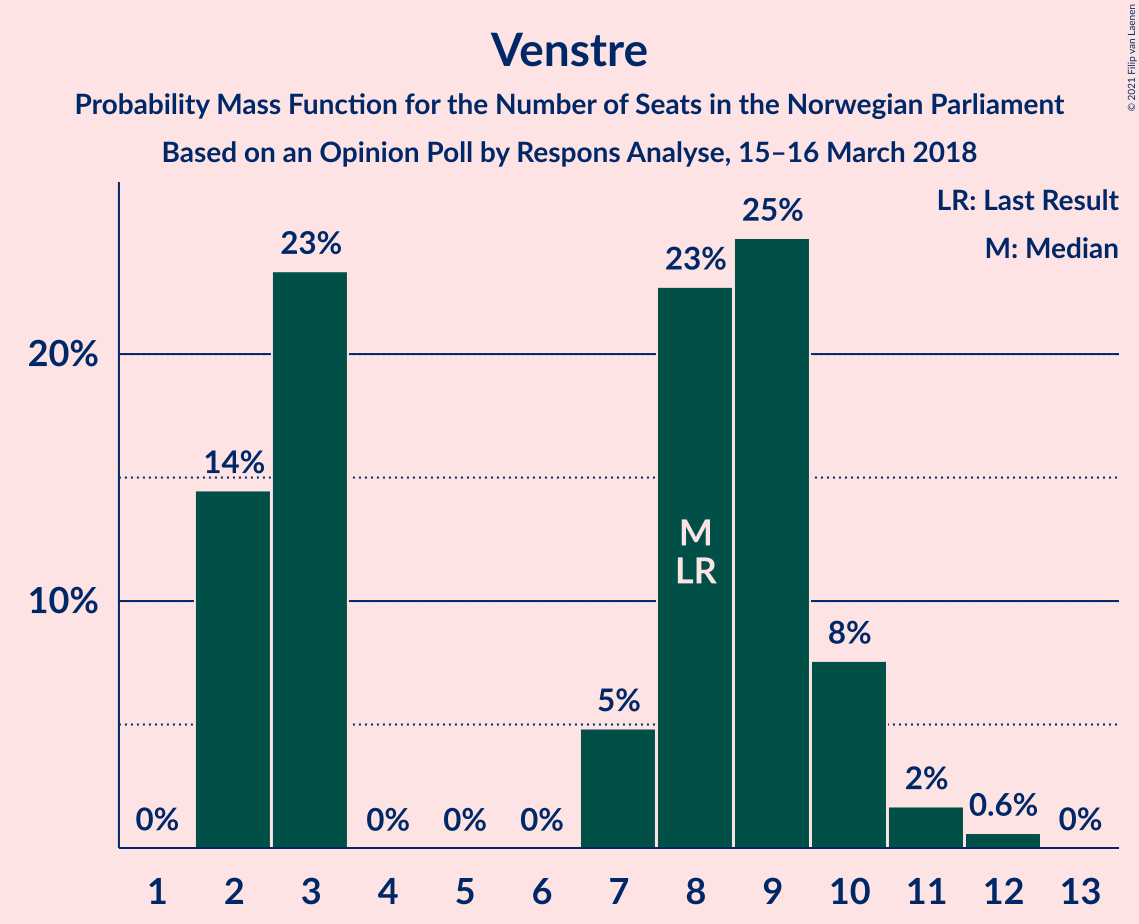 Venstre
Probability Mass Function for the Number of Seats in the Norwegian Parliament
Based on an Opinion Poll by Respons Analyse, 15–16 March 2018
© 2021 Filip van Laenen
LR: Last Result
M: Median
20%
10%
0%
14%
23%
0%
0%
0%
5%
23%
25%
8%
2%
0.6%
0%
M
LR
1 2 3 4 5 6 7 8 9 10 11 12 13